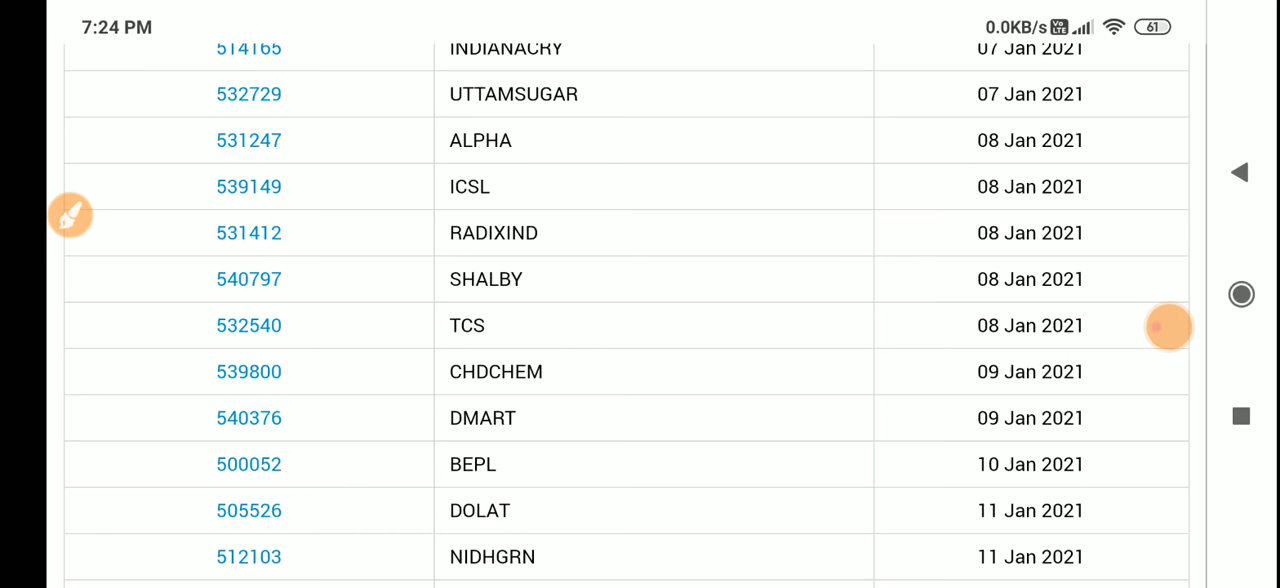 7:24 PM 0.0KB/s Vo LTE 61
514165 INDIANACRY 07 Jan 2021
532729 UTTAMSUGAR 07 Jan 2021
531247 ALPHA 08 Jan 2021
539149 ICSL 08 Jan 2021
531412 RADIXIND 08 Jan 2021
540797 SHALBY 08 Jan 2021
532540 TCS 08 Jan 2021
539800 CHDCHEM 09 Jan 2021
540376 DMART 09 Jan 2021
500052 BEPL 10 Jan 2021
505526 DOLAT 11 Jan 2021
512103 NIDHGRN 11 Jan 2021